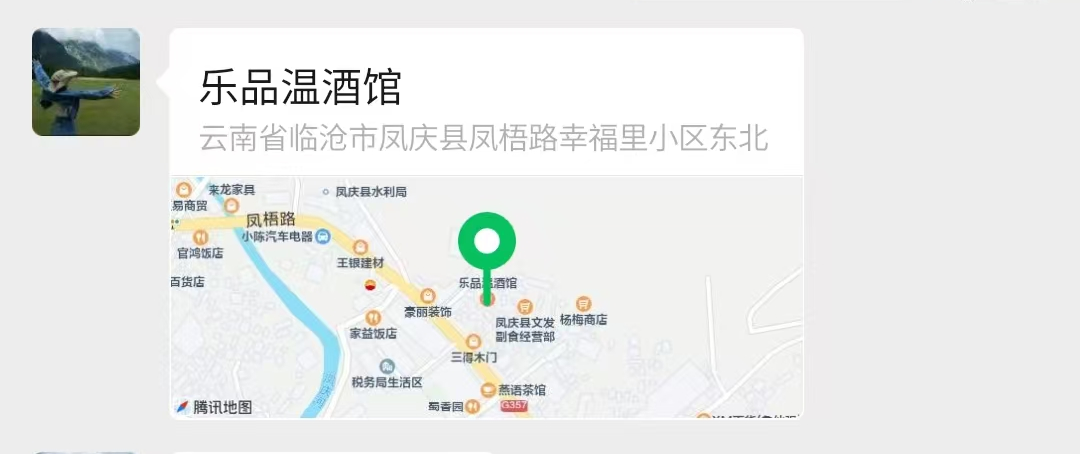 乐品温酒馆
云南省临沧市凤庆县凤梧路幸福里小区东北
来龙家具
凤庆县水利局
易商贸
凤梧路
小陈汽车电器
官鸿饭店
王银建材
百货店
乐品温酒馆
豪丽装饰
凤庆县文发
副食经营部
杨梅商店
家益饭店
三得木门
税务局生活区
燕语茶馆
蜀香园
G357
腾讯地图